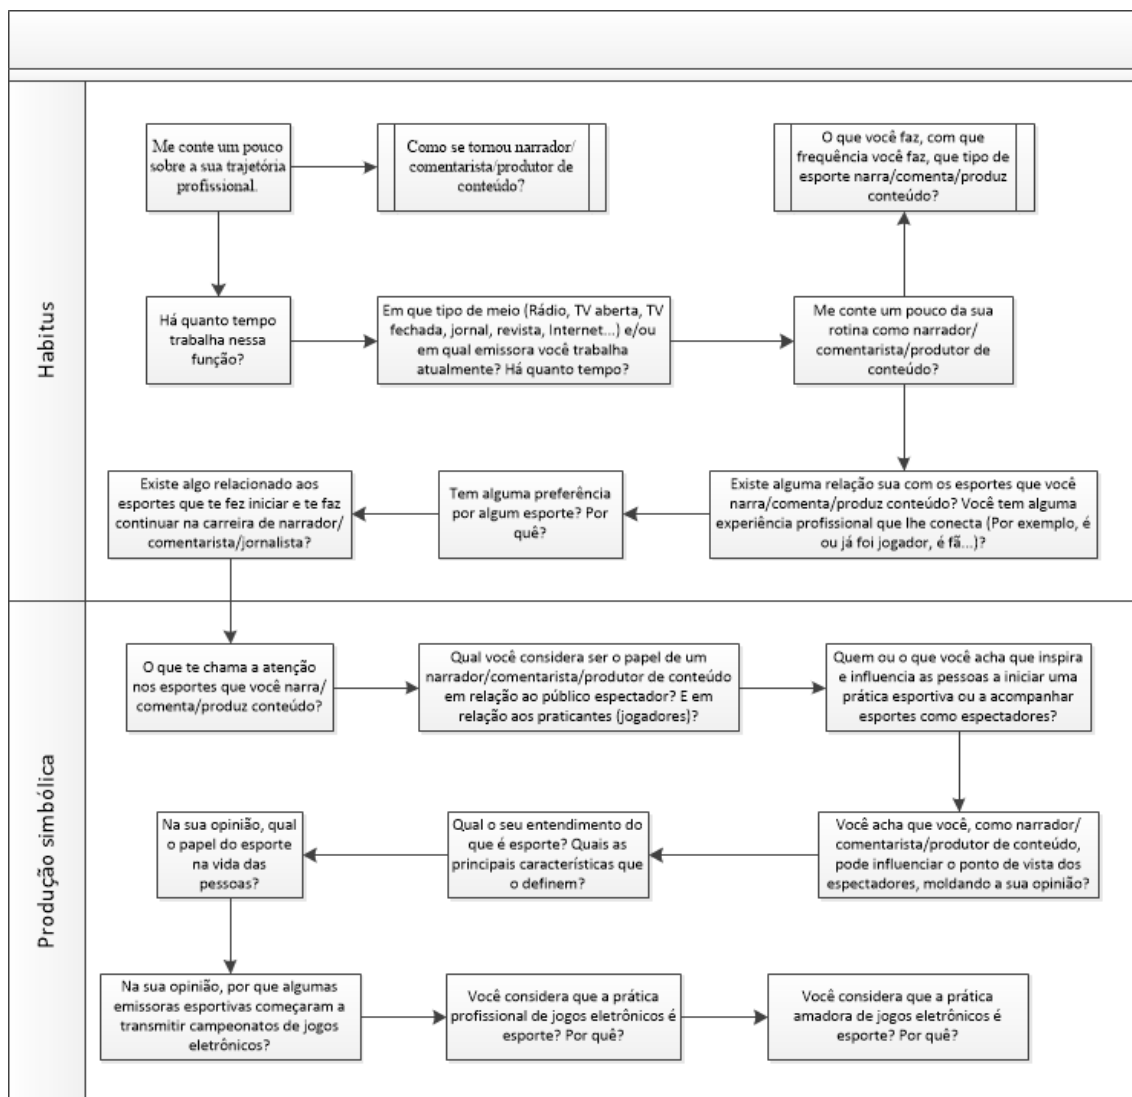 Habitus
Me conte um pouco
sobre a sua trajetória
profissional.
Como se tornou narrador/
comentarista/produtor de
conteúdo?
O que você faz, com que
frequência você faz, que tipo de
esporte narra/comenta/produz
conteúdo?
Há quanto tempo
trabalha nessa
função?
Em que tipo de meio (Rádio, TV aberta, TV
fechada, jornal, revista, Internet...) e/ou
em qual emissora você trabalha
atualmente? Há quanto tempo?
Me conte um pouco da sua
rotina como narrador/
comentarista/produtor de
conteúdo?
Existe algo relacionado aos
esportes que te fez iniciar e te faz
continuar na carreira de narrador/
comentarista/jornalista?
Tem alguma preferência
por algum esporte? Por
quê?
Existe alguma relação sua com os esportes que você
narra/comenta/produz conteúdo? Você tem alguma
experiência profissional que lhe conecta (Por exemplo, é
ou já foi jogador, é fã...)?
Produção simbólica
O que te chama a atenção
nos esportes que você narra/
comenta/produz conteúdo?
Qual você considera ser o papel de um
narrador/comentarista/produtor de conteúdo
em relação ao público espectador? E em
relação aos praticantes (jogadores)?
Quem ou o que você acha que inspira
e influencia as pessoas a iniciar uma
prática esportiva ou a acompanhar
esportes como espectadores?
Na sua opinião, qual
o papel do esporte
na vida das
pessoas?
Qual o seu entendimento do
que é esporte? Quais as
principais características que
o definem?
Você acha que você, como narrador/
comentarista/produtor de conteúdo,
pode influenciar o ponto de vista dos
espectadores, moldando a sua opinião?
Na sua opinião, por que algumas
emissoras esportivas começaram a
transmitir campeonatos de jogos
eletrônicos?
Você considera que a prática
profissional de jogos eletrônicos é
esporte? Por quê?
Você considera que a prática
amadora de jogos eletrônicos é
esporte? Por quê?